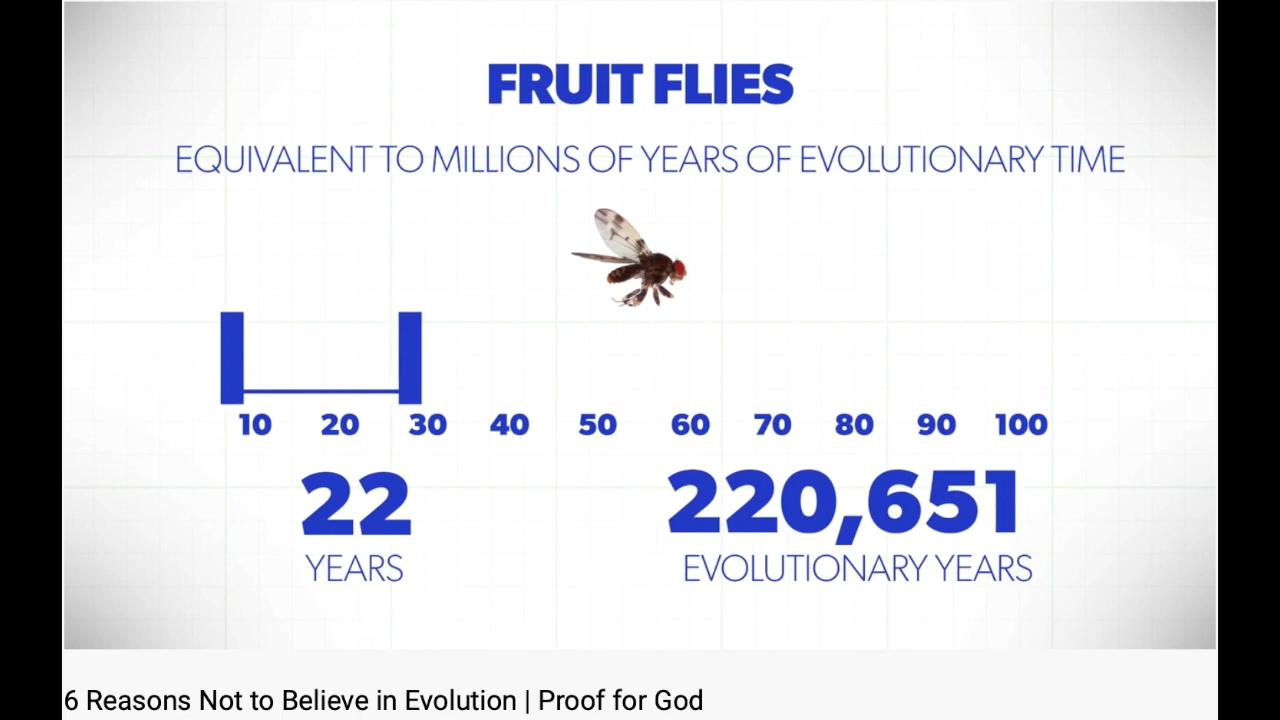 FRUIT FLIES
EQUIVALENT TO MILLIONS OF YEARS OF EVOLUTIONARY TIME
10 20 30 40 50 60 70 80 90 100
22 220,651
YEARS EVOLUTIONARY YEARS
6 Reasons Not to Believe in Evolution | Proof for God